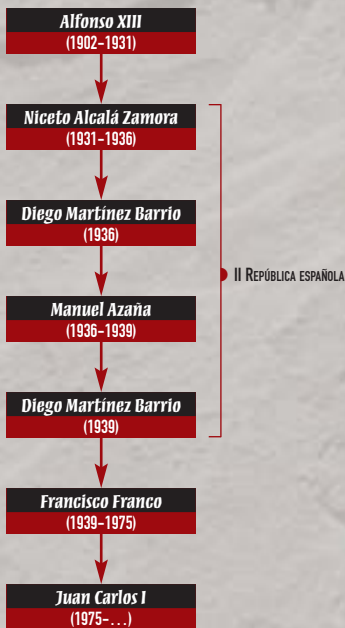 Alfonso XIII
(1902-1931)
Niceto Alcalá Zamora
(1931-1936)
Diego Martínez Barrio
(1936)
II REPÚBLICA ESPAÑOLA
Manuel Azaña
(1936-1939)
Diego Martínez Barrio
(1939)
Francisco Franco
(1939-1975)
Juan Carlos I
(1975-...)